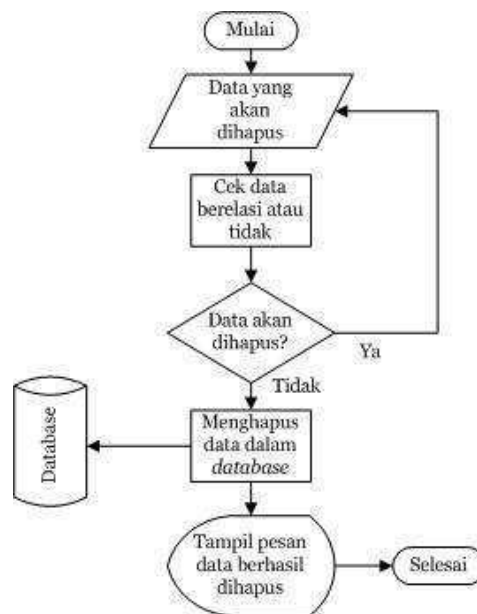 Mulai
Data yang
akan
dihapus
Cek data
berelasi atau
tidak
Data akan
dihapus?
Ya
Tidak
Menghapus
data dalam
database
Database
Tampil pesan
data berhasil
dihapus
Selesai